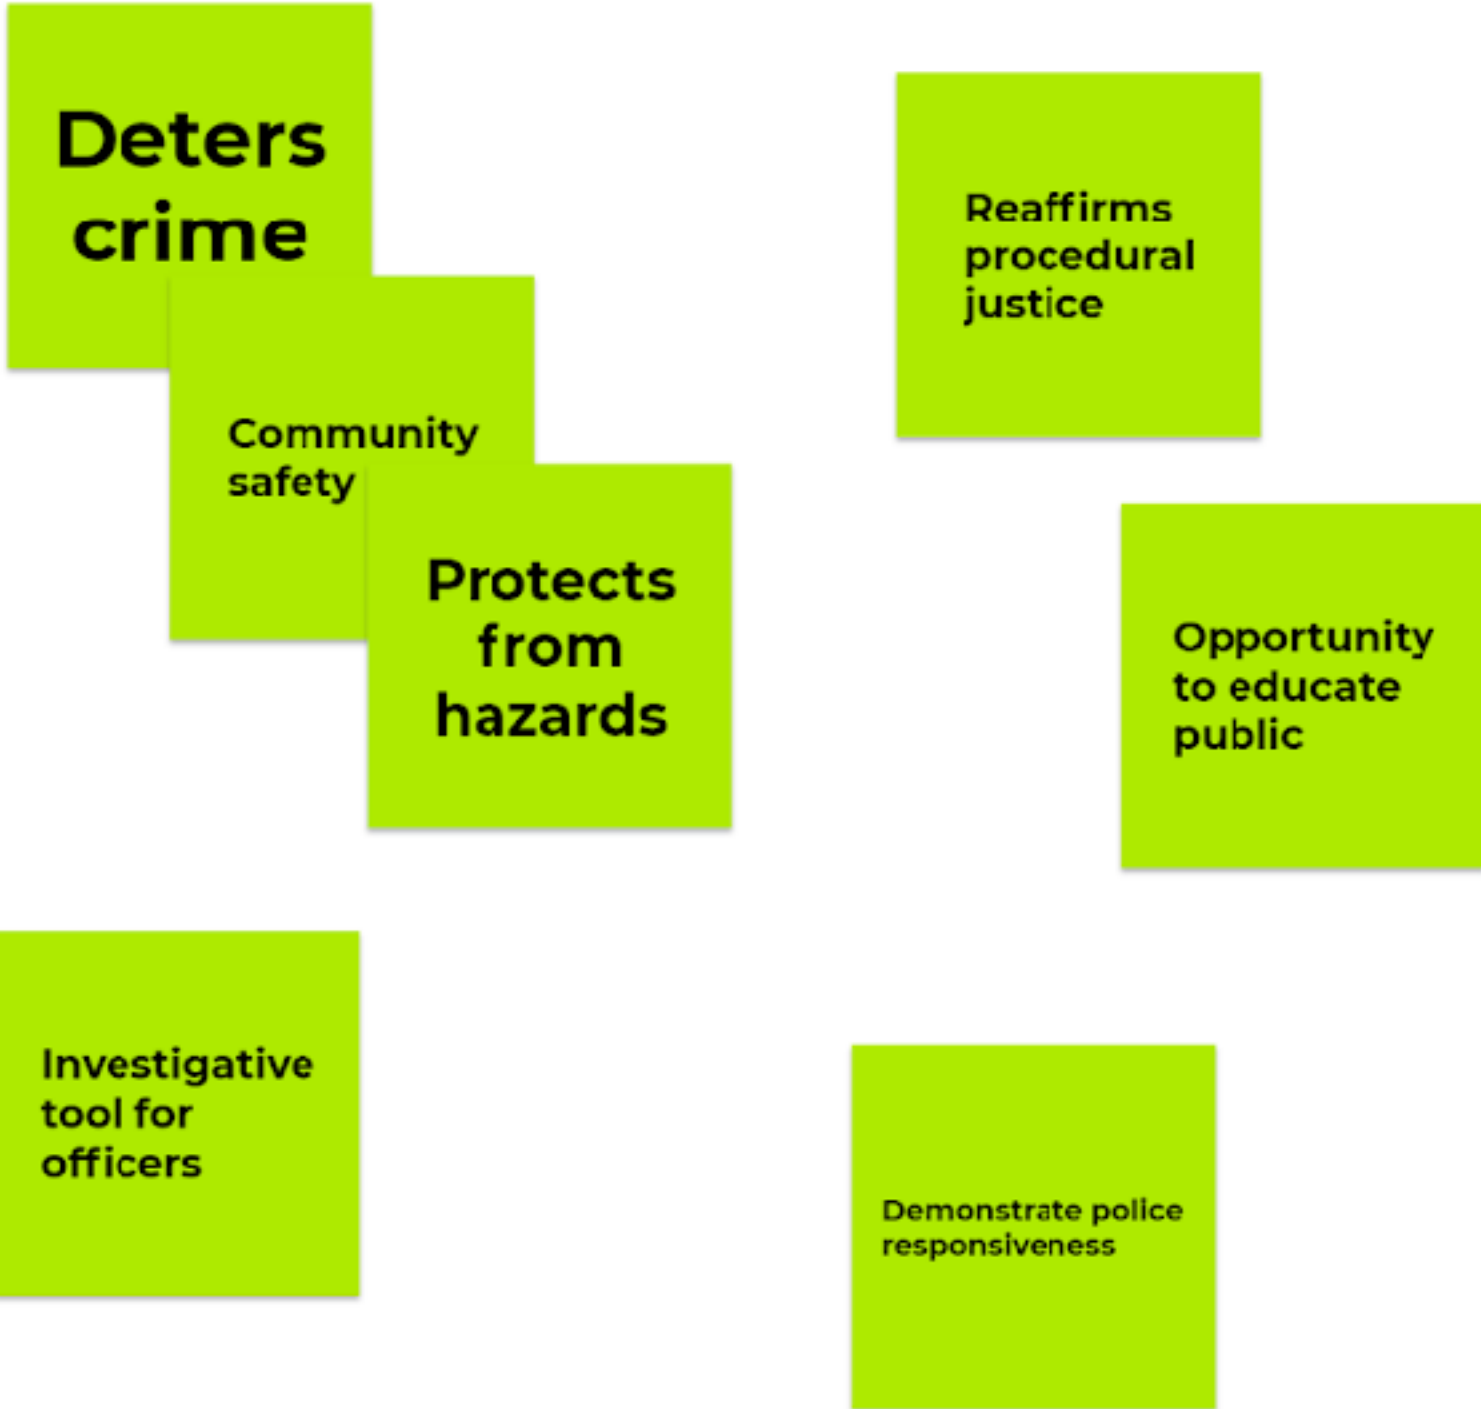 Deters
crime
Community
safety
Protects
from
hazards
Reaffirms
procedural
justice
Opportunity
to educate
public
Investigative
tool for
officers
Demonstrate police
responsiveness